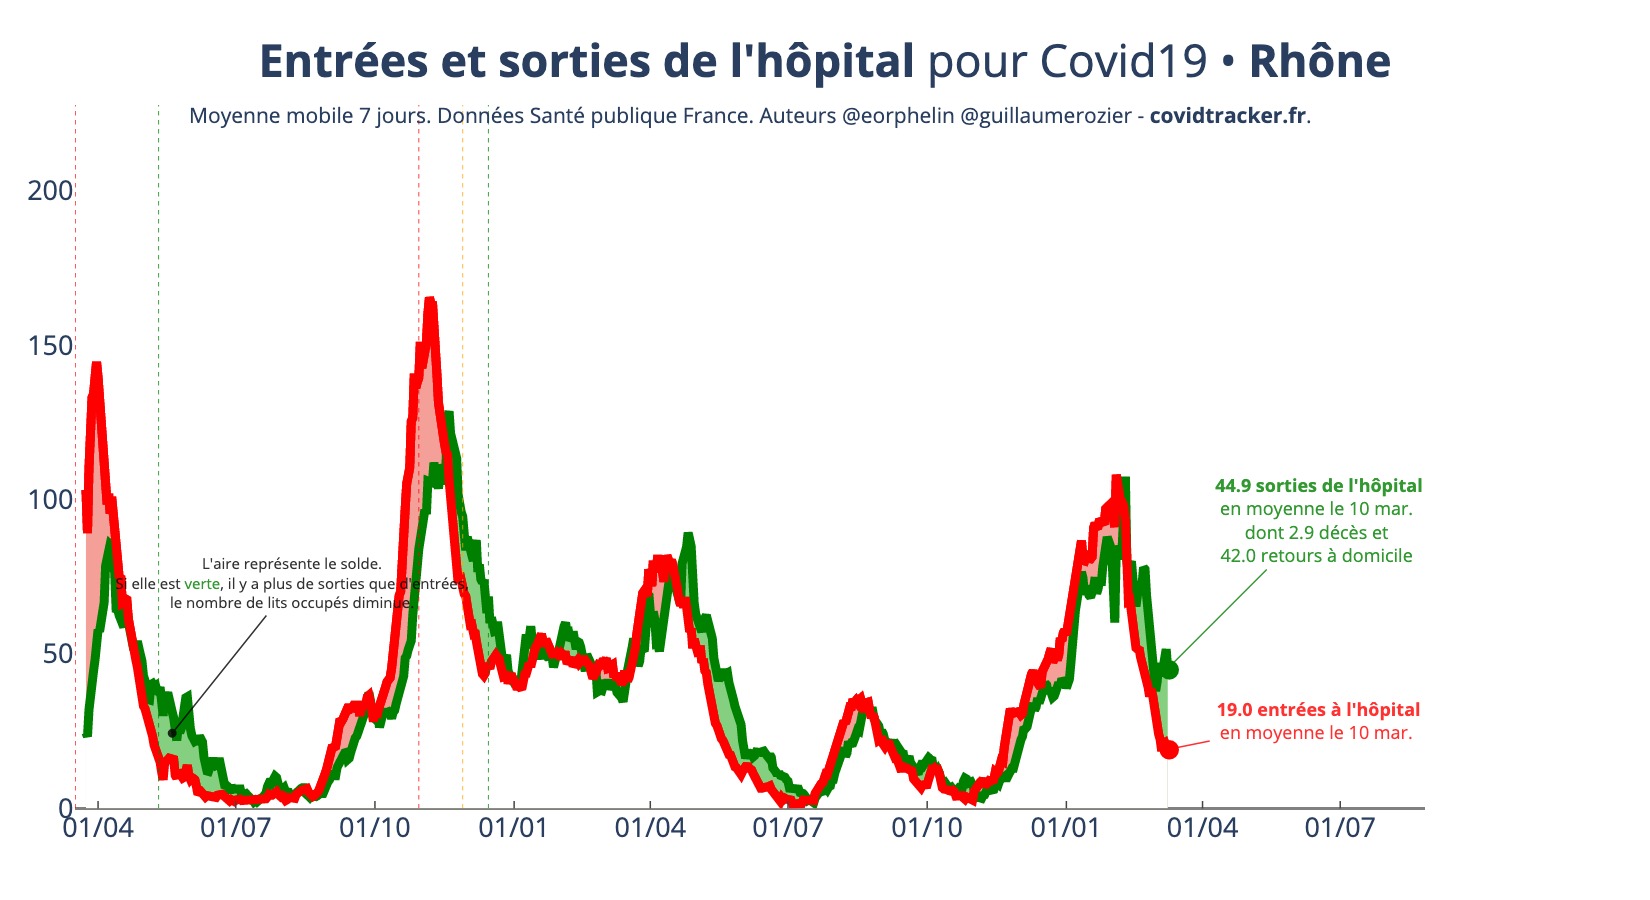 Entrées et sorties de l'hôpital pour Covid19 • Rhône
Moyenne mobile 7 jours. Données Santé publique France. Auteurs @eorphelin @guillaumerozier - covidtracker.fr.
200
150
100
50
0
L'aire représente le solde.
Si elle est verte, il y a plus de sorties que d'entrées,
le nombre de lits occupés diminue.
44.9 sorties de l'hôpital
en moyenne le 10 mar.
dont 2.9 décès et
42.0 retours à domicile
19.0 entrées à l'hôpital
en moyenne le 10 mar.
01/04 01/07 01/10 01/01 01/04 01/07 01/10 01/01 01/04 01/07